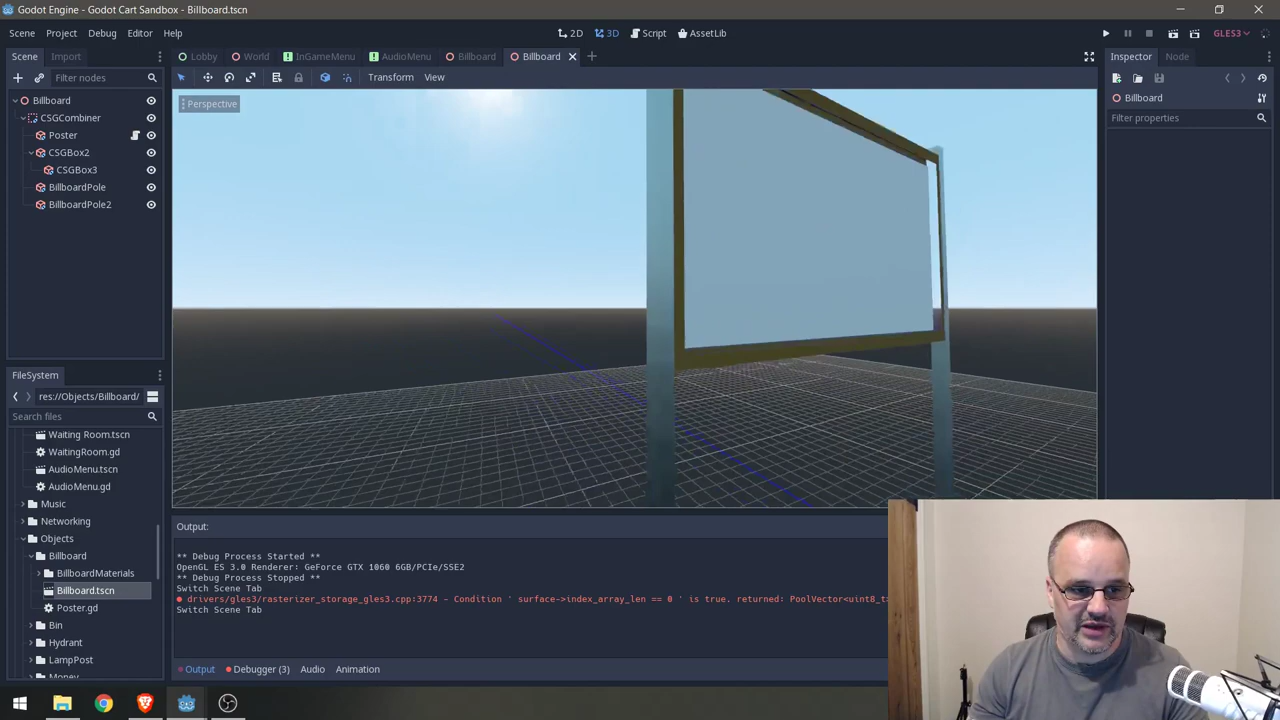 Godot Engine - Godot Cart Sandbox - Billboard.tscn
Scene Project Debug Editor Help
2D 3D Script AssetLib
GLES3
Scene Import
Lobby World InGameMenu AudioMenu Billboard Billboard
Inspector Node
Filter nodes
Transform View
Perspective
Billboard
Filter properties
Billboard
CSGCombiner
Poster
CSGBox2
CSGBox3
BillboardPole
BillboardPole2
FileSystem
res://Objects/Billboard/
Search files
Waiting Room.tscn
WaitingRoom.gd
AudioMenu.tscn
AudioMenu.gd
Music
Networking
Objects
Billboard
BillboardMaterials
Billboard.tscn
Poster.gd
Bin
Hydrant
LampPost
Money
Output:
** Debug Process Started **
OpenGL ES 3.0 Renderer: GeForce GTX 1060 6GB/PCIe/SSE2
** Debug Process Stopped **
Switch Scene Tab
drivers/gles3/rasterizer_storage_gles3.cpp:3774 - Condition ' surface->index_array_len == 0 ' is true. returned: PoolVector<uint8_t>
Switch Scene Tab
Output Debugger (3) Audio Animation